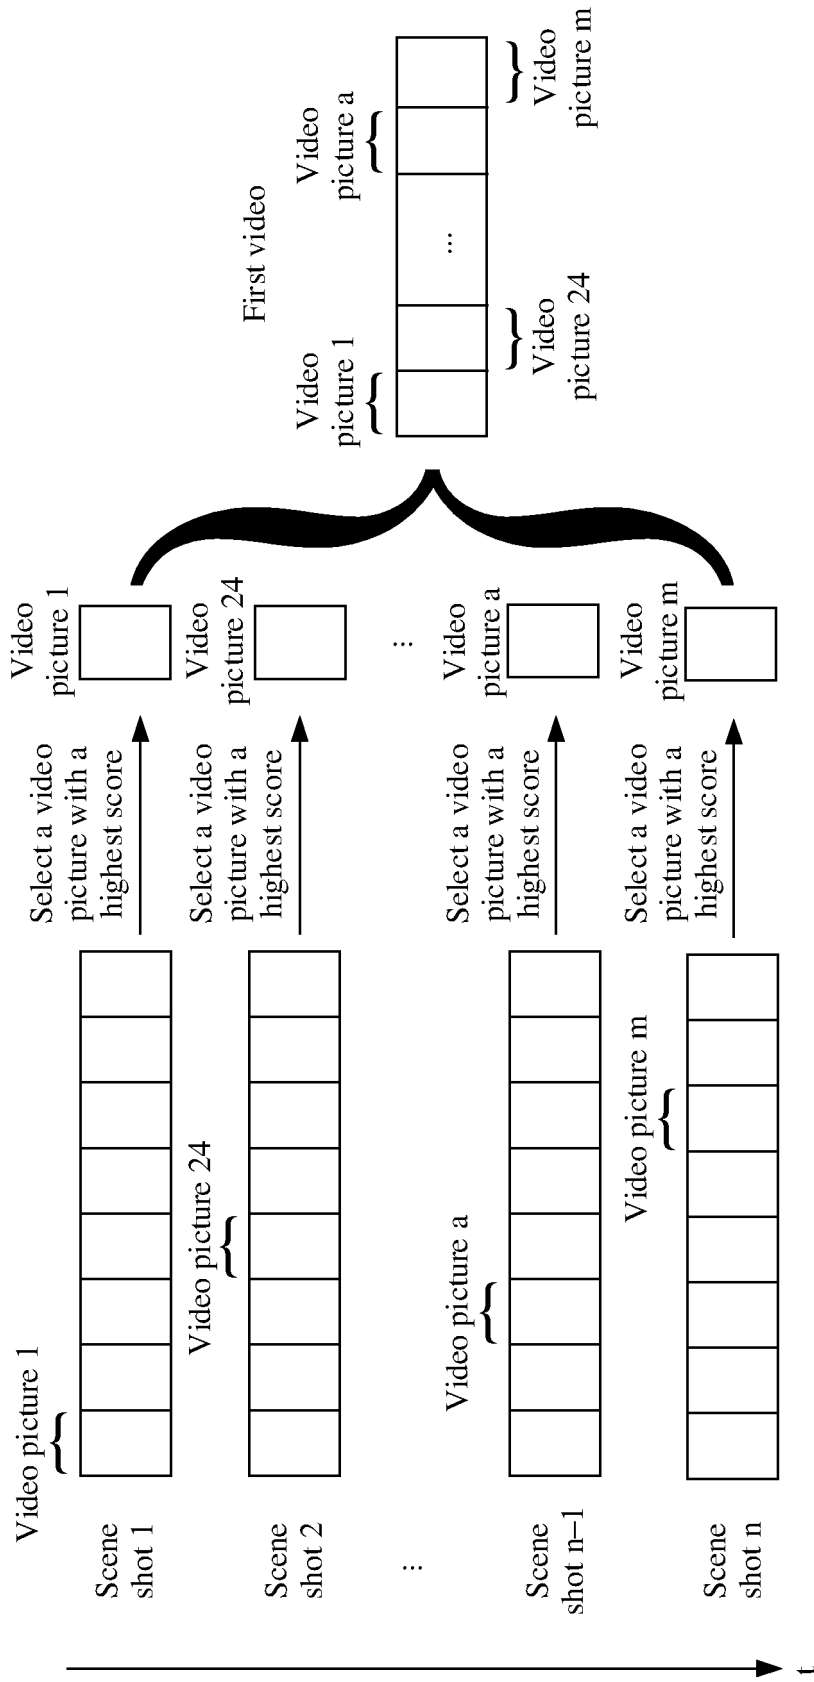 Video picture 1
Scene
shot 1
Select a video
picture with a
highest score
Video
picture 1
Video picture 24
Scene
shot 2
Select a video
picture with a
highest score
Video
picture 24
...
...
Video picture a
Scene
shot n–1
Select a video
picture with a
highest score
Video
picture a
Video picture m
Scene
shot n
Select a video
picture with a
highest score
Video
picture m
t
First video
Video
picture 1
Video
picture a
...
Video
picture 24
Video
picture m